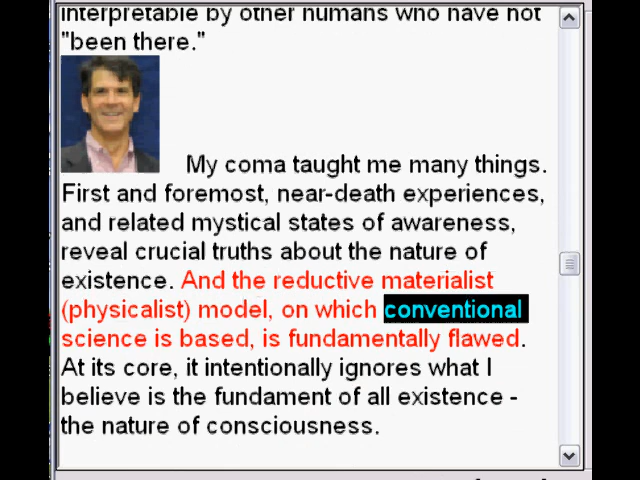 interpretable by other humans who have not
"been there."
My coma taught me many things.
First and foremost, near-death experiences,
and related mystical states of awareness,
reveal crucial truths about the nature of
existence. And the reductive materialist
(physicalist) model, on which conventional
science is based, is fundamentally flawed.
At its core, it intentionally ignores what I
believe is the fundament of all existence -
the nature of consciousness.